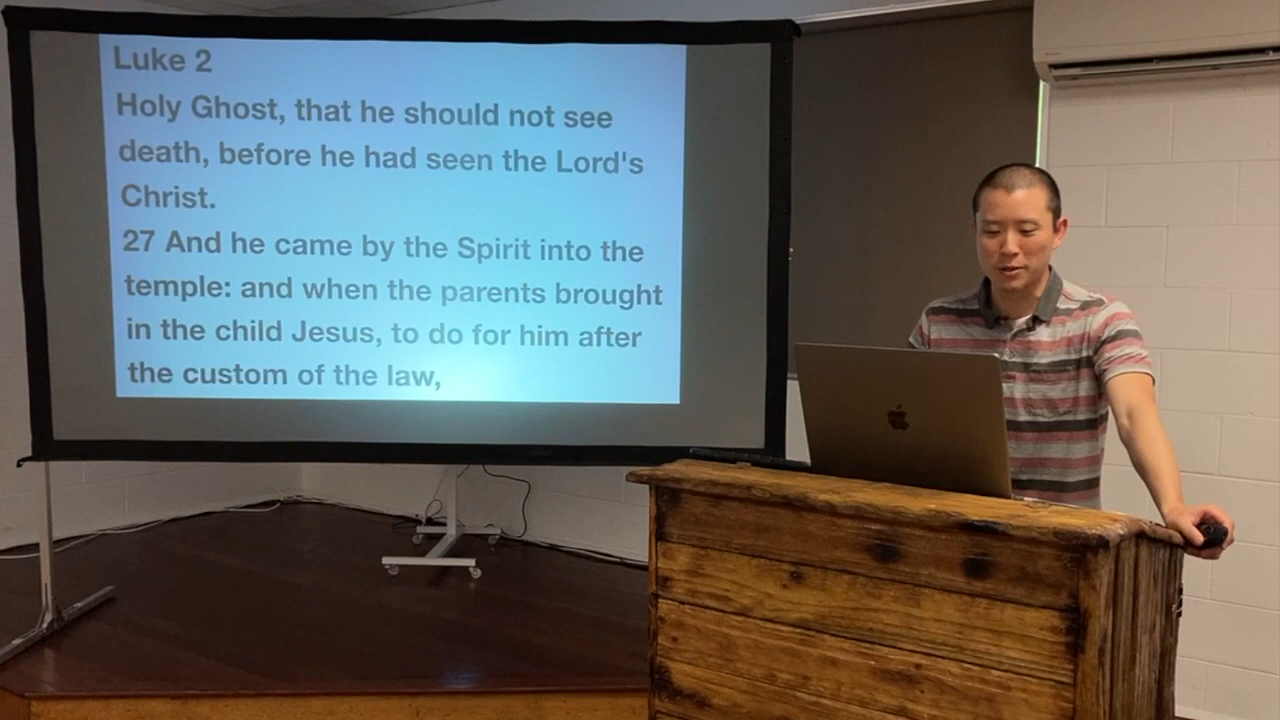 Luke 2
Holy Ghost, that he should not see
death, before he had seen the Lord's
Christ.
27 And he came by the Spirit into the
temple: and when the parents brought
in the child Jesus, to do for him after
the custom of the law,